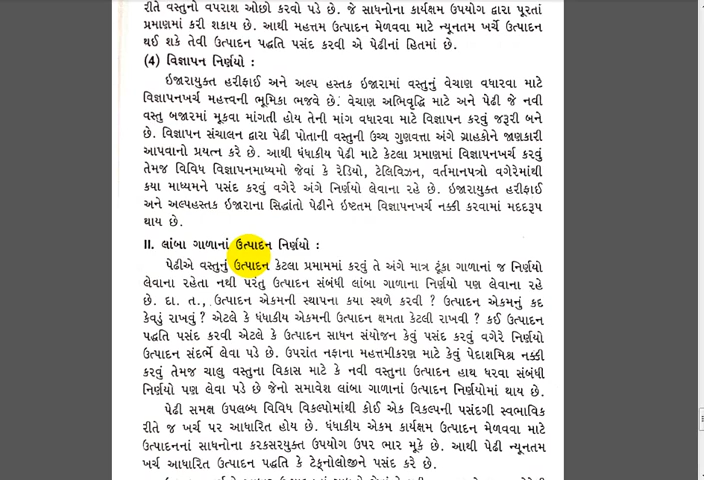 રીતે વસ્તુનો વપરાશ ઓછો કરવો પડે છે. જે સાધનોના કાર્યક્ષમ ઉપયોગ દ્વારા પૂરતાં
પ્રમાણમાં કરી શકાય છે. આથી મહત્તમ ઉત્પાદન મેળવવા માટે ન્યૂનતમ ખર્ચે ઉત્પાદન
થઈ શકે તેવી ઉત્પાદન પદ્ધતિ પસંદ કરવી એ પેઢીનાં હિતમાં છે.
(4) વિજ્ઞાપન નિર્ણયો :
ઇજારાયુક્ત હરીફાઈ અને અલ્પ હસ્તક ઇજારામાં વસ્તુનું વેચાણ વધારવા માટે
વિજ્ઞાપનખર્ચ મહત્ત્વની ભૂમિકા ભજવે છે. વેચાણ અભિવૃદ્ધિ માટે અને પેઢી જે નવી
વસ્તુ બજારમાં મૂકવા માંગતી હોય તેની માંગ વધારવા માટે વિજ્ઞાપન કરવું જરૂરી બને
છે. વિજ્ઞાપન સંચાલન દ્વારા પેઢી પોતાની વસ્તુની ઉચ્ચ ગુણવત્તા અંગે ગ્રાહકોને જાણકારી
આપવાનો પ્રયત્ન કરે છે. આથી ધંધાકીય પેઢી માટે કેટલા પ્રમાણમાં વિજ્ઞાપનખર્ચ કરવું
તેમજ વિવિધ વિજ્ઞાપનમાધ્યમો જેવાં કે રેડિયો, ટેલિવિઝન, વર્તમાનપત્રો વગેરેમાંથી
કયા માધ્યમને પસંદ કરવું વગેરે અંગે નિર્ણયો લેવાના રહે છે. ઇજારાયુક્ત હરીફાઈ
અને અલ્પહસ્તક ઇજારાના સિદ્ધાંતો પેઢીને ઇષ્ટતમ વિજ્ઞાપનખર્ચ નક્કી કરવામાં મદદરૂપ
થાય છે.
II. લાંબા ગાળાનાં ઉત્પાદન નિર્ણયો :
પેઢીએ વસ્તુનું ઉત્પાદન કેટલા પ્રમામમાં કરવું તે અંગે માત્ર ટૂંકા ગાળાનાં જ નિર્ણયો
લેવાના રહેતા નથી પરંતુ ઉત્પાદન સંબંધી લાંબા ગાળાના નિર્ણયો પણ લેવાના રહે
છે. દા. ત., ઉત્પાદન એકમની સ્થાપના કયા સ્થળે કરવી ? ઉત્પાદન એકમનું કદ
કેવડું રાખવું ? એટલે કે ધંધાકીય એકમની ઉત્પાદન ક્ષમતા કેટલી રાખવી ? કઈ ઉત્પાદન
પદ્ધતિ પસંદ કરવી એટલે કે ઉત્પાદન સાધન સંયોજન કેવું પસંદ કરવું વગેરે નિર્ણયો
ઉત્પાદન સંદર્ભે લેવા પડે છે. ઉપરાંત નફાના મહત્તમીકરણ માટે કેવું પેદાશમિશ્ર નક્કી
કરવું તેમજ ચાલુ વસ્તુના વિકાસ માટે કે નવી વસ્તુના ઉત્પાદન હાથ ધરવા સંબંધી
નિર્ણયો પણ લેવા પડે છે જેનો સમાવેશ લાંબા ગાળાનાં ઉત્પાદન નિર્ણયોમાં થાય છે.
પેઢી સમક્ષ ઉપલબ્ધ વિવિધ વિકલ્પોમાંથી કોઈ એક વિકલ્પની પસંદગી સ્વભાવિક
રીતે જ ખર્ચ પર આધારિત હોય છે. ધંધાકીય એકમ કાર્યક્ષમ ઉત્પાદન મેળવવા માટે
ઉત્પાદનનાં સાધનોના કરકસરયુક્ત ઉપયોગ ઉપર ભાર મૂકે છે. આથી પેઢી ન્યૂનતમ
ખર્ચ આધારિત ઉત્પાદન પદ્ધતિ કે ટેક્નોલોજીને પસંદ કરે છે.